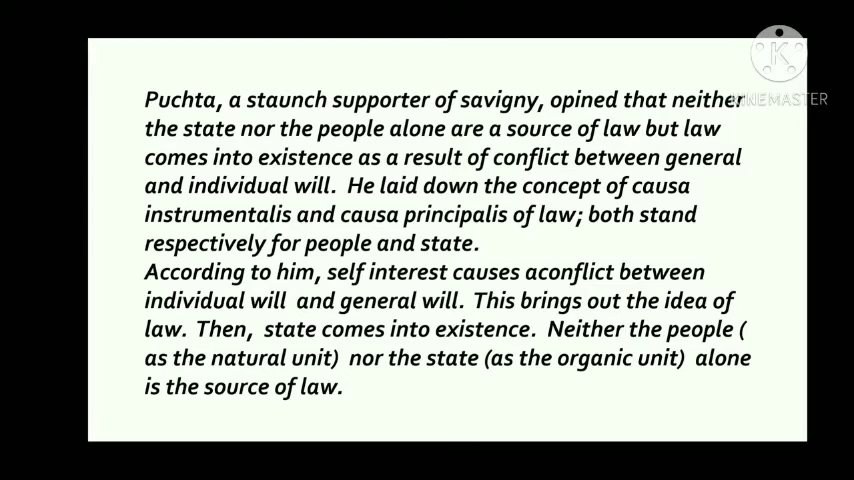 Puchta, a staunch supporter of savigny, opined that neither
the state nor the people alone are a source of law but law
comes into existence as a result of conflict between general
and individual will. He laid down the concept of causa
instrumentalis and causa principalis of law; both stand
respectively for people and state.
According to him, self interest causes aconflict between
individual will and general will. This brings out the idea of
law. Then, state comes into existence. Neither the people (
as the natural unit) nor the state (as the organic unit) alone
is the source of law.
K
KINEMASTER